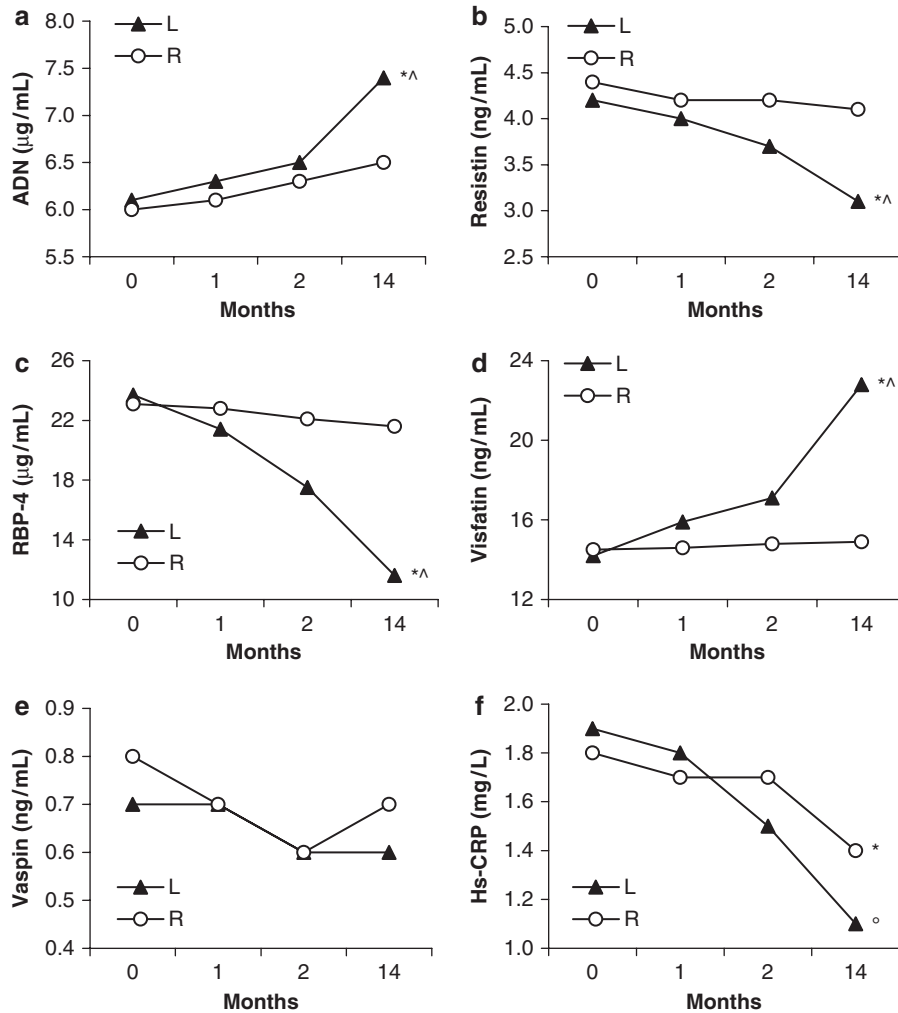 a
8.0
7.5
7.0
6.5
6.0
5.5
ADN (μg/mL)
L
R
*^
0 1 2 14
Months
b
5.0
4.5
4.0
3.5
3.0
2.5
Resistin (ng/mL)
L
R
*^
0 1 2 14
Months
c
26
22
18
14
10
RBP-4 (μg/mL)
L
R
*^
0 1 2 14
Months
d
24
20
16
12
Visfatin (ng/mL)
L
R
*^
0 1 2 14
Months
e
0.9
0.8
0.7
0.6
0.5
0.4
Vaspin (ng/mL)
L
R
0 1 2 14
Months
f
2.0
1.8
1.6
1.4
1.2
1.0
Hs-CRP (mg/L)
L
R
*
°
0 1 2 14
Months